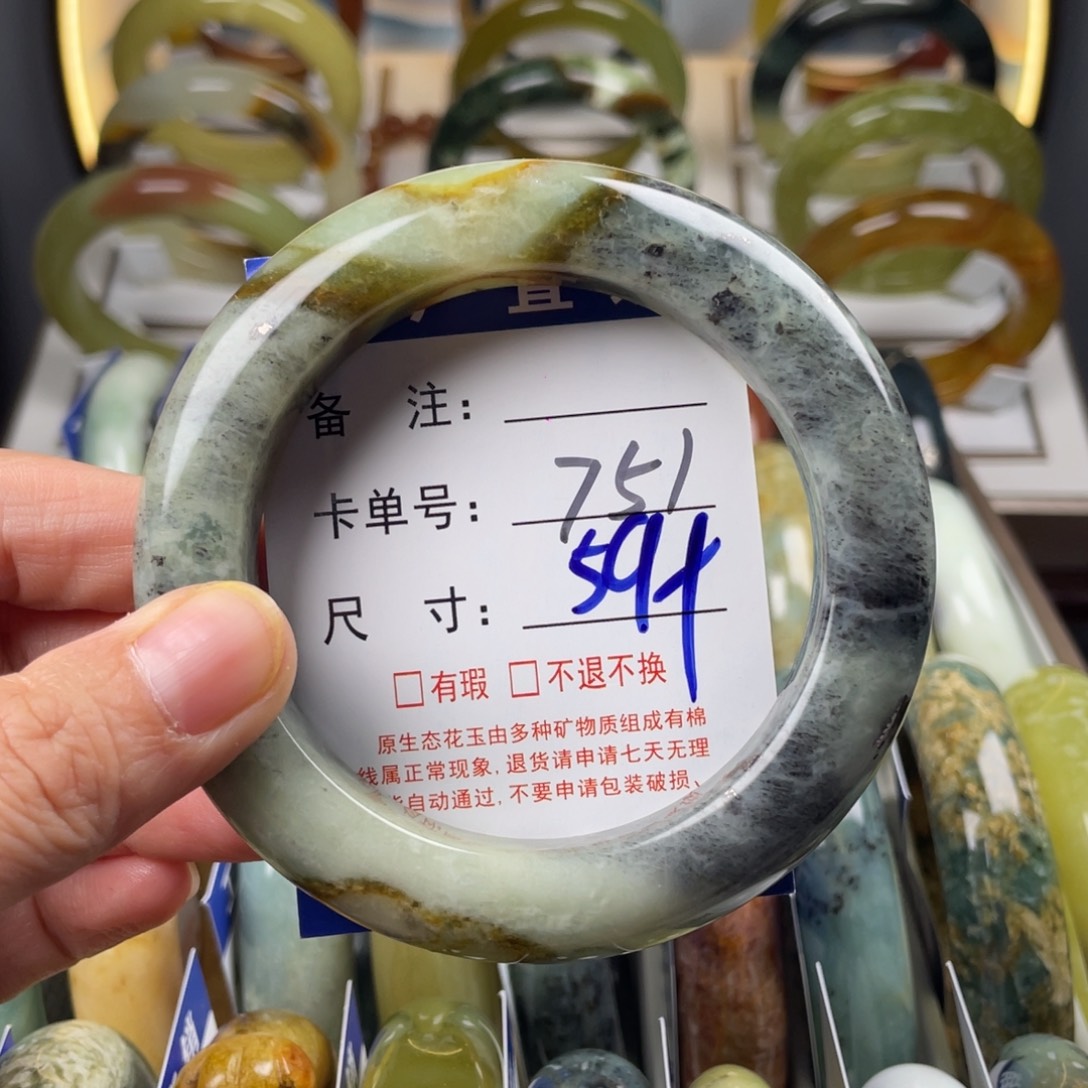 直
备 注：
卡单号：751
尺 寸：594
□有瑕 □不退不换
原生态花玉由多种矿物质组成有棉
线属正常现象,退货请申请七天无理
自动通过,不要申请包装破损、